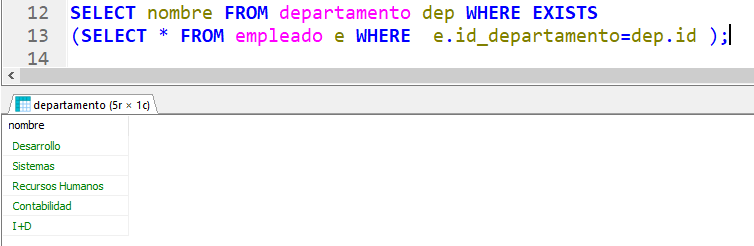 12 SELECT nombre FROM departamento dep WHERE EXISTS
13 (SELECT * FROM empleado e WHERE  e.id_departamento=dep.id );
14
departamento (5r × 1c)
nombre
Desarrollo
Sistemas
Recursos Humanos
Contabilidad
I+D